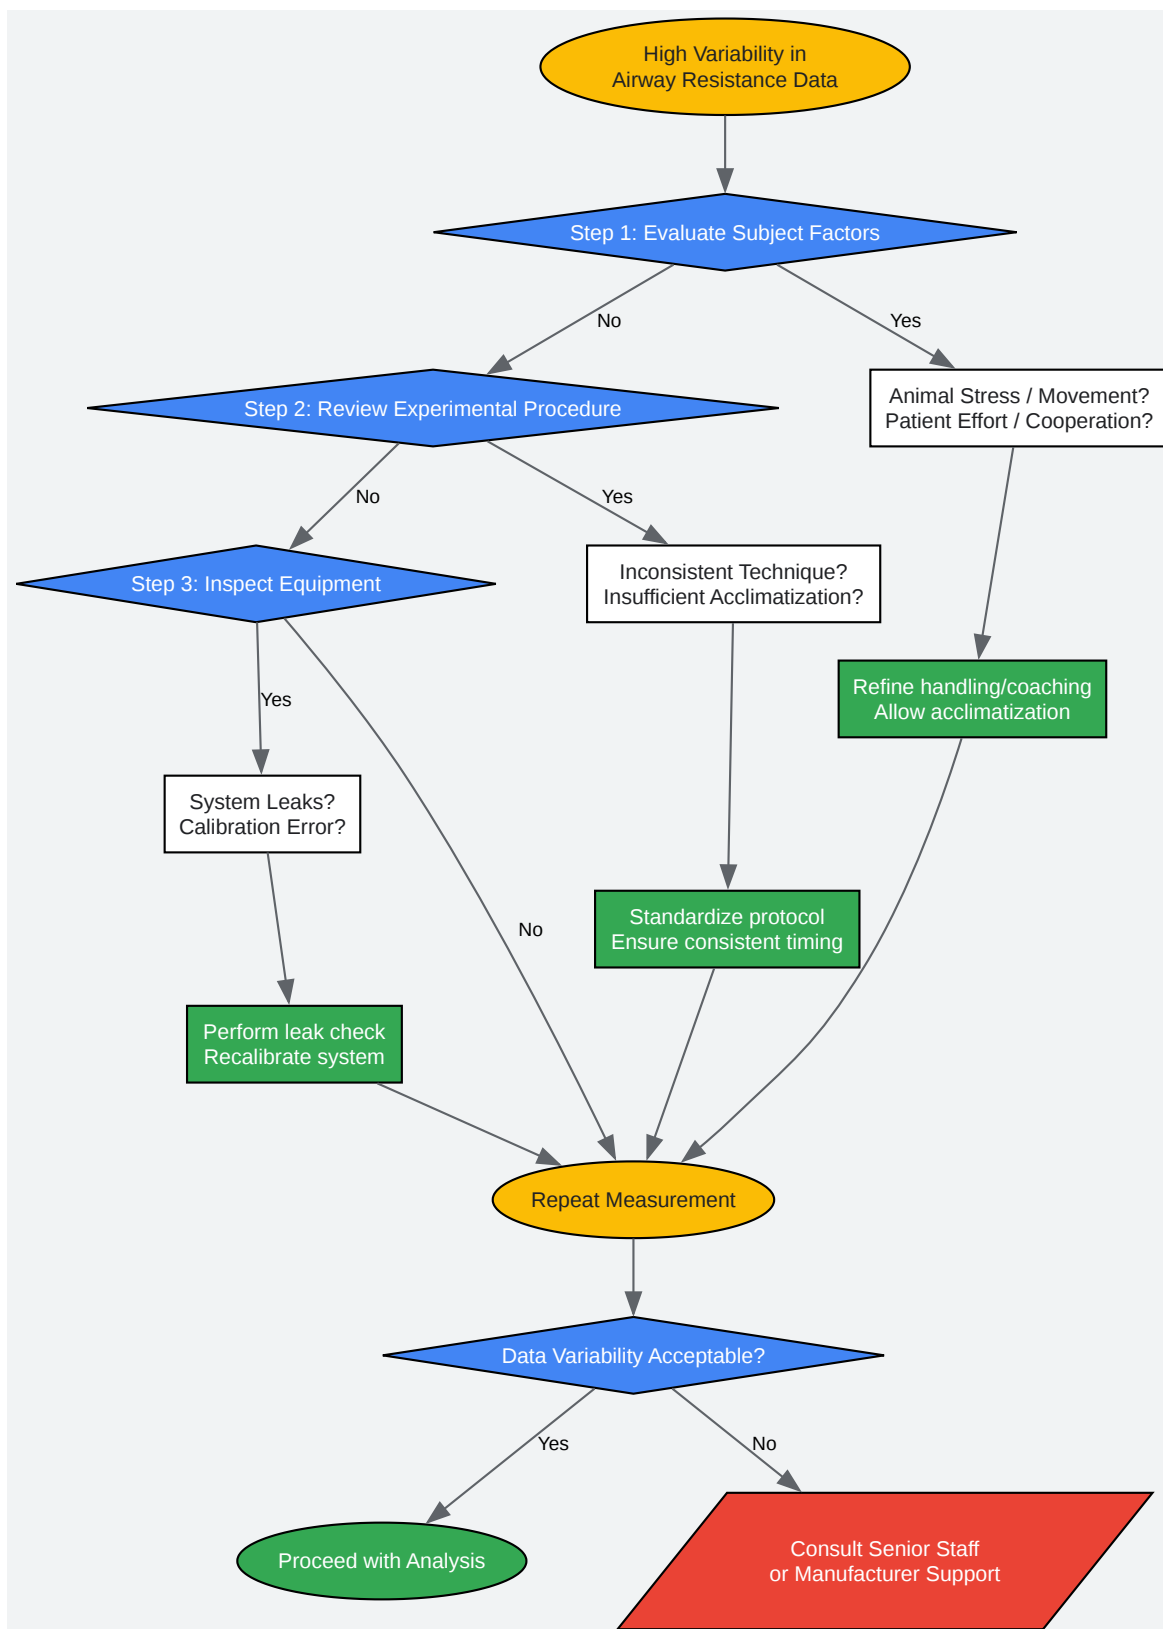 High Variability in
Airway Resistance Data
Step 1: Evaluate Subject Factors
No
Yes
Step 2: Review Experimental Procedure
Animal Stress / Movement?
Patient Effort / Cooperation?
No
Yes
Step 3: Inspect Equipment
Inconsistent Technique?
Insufficient Acclimatization?
Yes
Refine handling/coaching
Allow acclimatization
System Leaks?
Calibration Error?
No
Standardize protocol
Ensure consistent timing
Perform leak check
Recalibrate system
Repeat Measurement
Data Variability Acceptable?
Yes
No
Proceed with Analysis
Consult Senior Staff
or Manufacturer Support